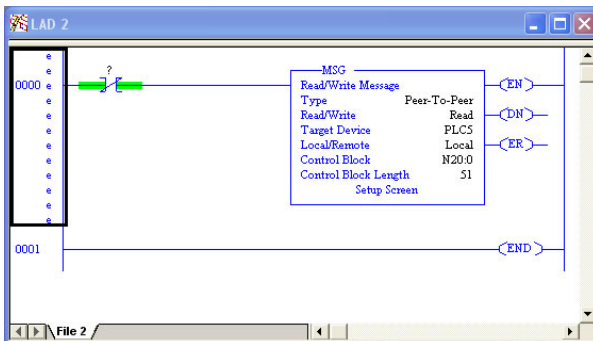 LAD 2
e
e
0000 e
e
e
e
e
e
e
e
e
e
?
MSG
Read/Write Message
Type Peer-To-Peer
Read/Write Read
Target Device PLC5
Local/Remote Local
Control Block N20:0
Control Block Length 51
Setup Screen
EN
DN
ER
0001
END
File 2